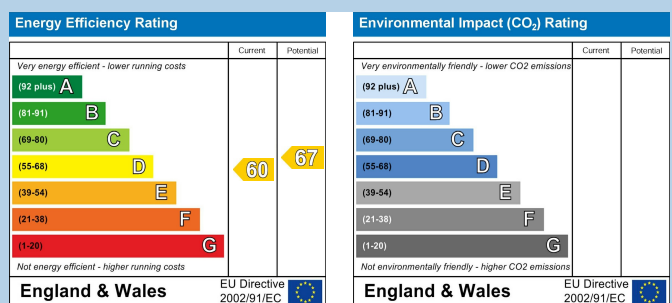 Energy Efficiency Rating
Current Potential
Very energy efficient - lower running costs
(92 plus) A
(81-91) B
(69-80) C
(55-68) D
(39-54) E
(21-38) F
(1-20) G
60
67
Not energy efficient - higher running costs
England & Wales
EU Directive
2002/91/EC
Environmental Impact (CO₂) Rating
Current Potential
Very environmentally friendly - lower CO2 emissions
(92 plus) A
(81-91) B
(69-80) C
(55-68) D
(39-54) E
(21-38) F
(1-20) G
Not environmentally friendly - higher CO2 emissions
England & Wales
EU Directive
2002/91/EC